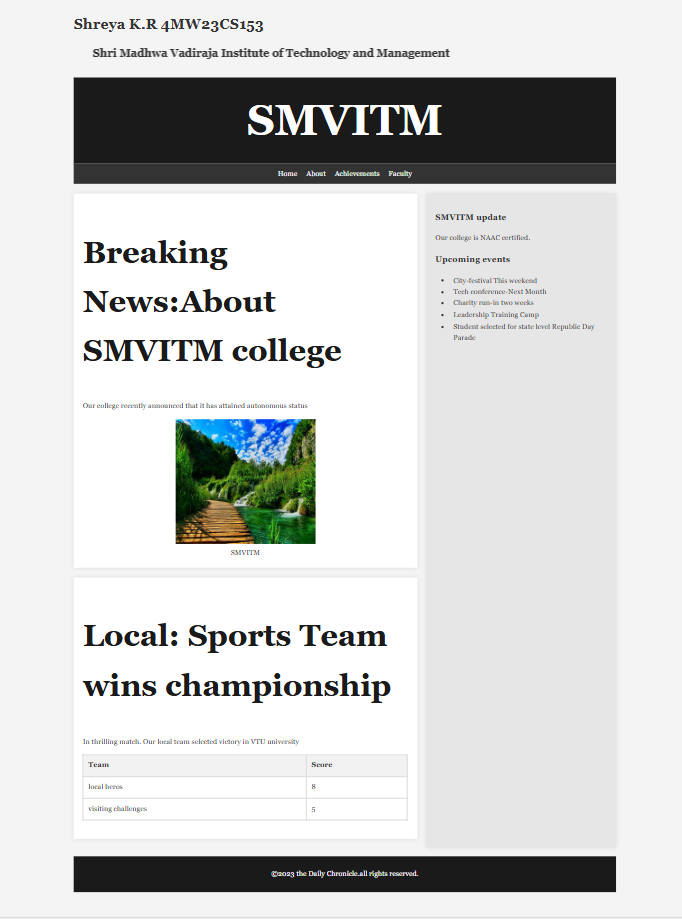 Shreya K.R 4MW23CS153
Shri Madhwa Vadiraja Institute of Technology and Management
SMVITM
Home About Achievements Faculty
Breaking
News:About
SMVITM college
Our college recently announced that it has attained autonomous status
SMVITM
Local: Sports Team
wins championship
In thrilling match. Our local team selected victory in VTU university
Team Score
local heros 8
visiting challenges 5
SMVITM update
Our college is NAAC certified.
Upcoming events
City-festival This weekend
Tech conference-Next Month
Charity run-in two weeks
Leadership Training Camp
Student selected for state level Republic Day
Parade
©2023 the Daily Chronicle.all rights reserved.